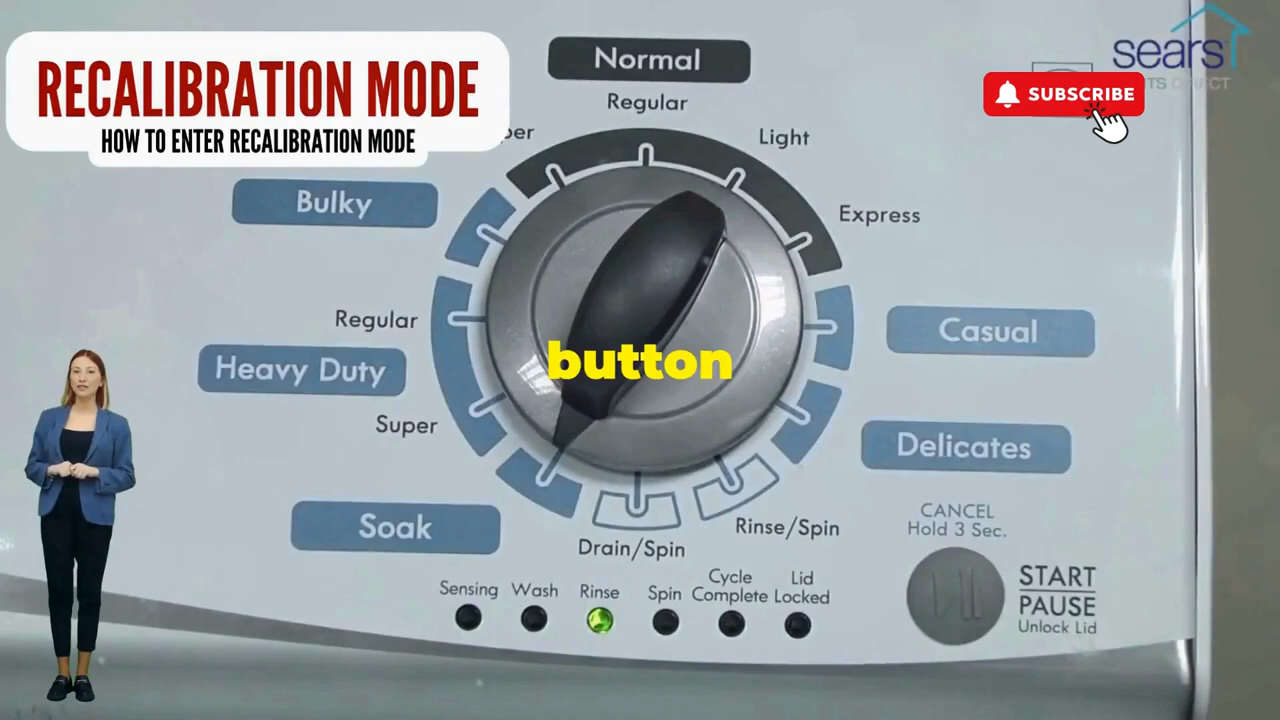 RECALIBRATION MODE
HOW TO ENTER RECALIBRATION MODE
sears
DIRECT
SUBSCRIBE
Normal
Regular
Light
Express
Bulky
Regular
Heavy Duty
Super
Casual
Delicates
button
Soak
Drain/Spin
Rinse/Spin
CANCEL
Hold 3 Sec.
START
PAUSE
Unlock Lid
Sensing
Wash
Rinse
Spin
Cycle
Complete
Lid
Locked